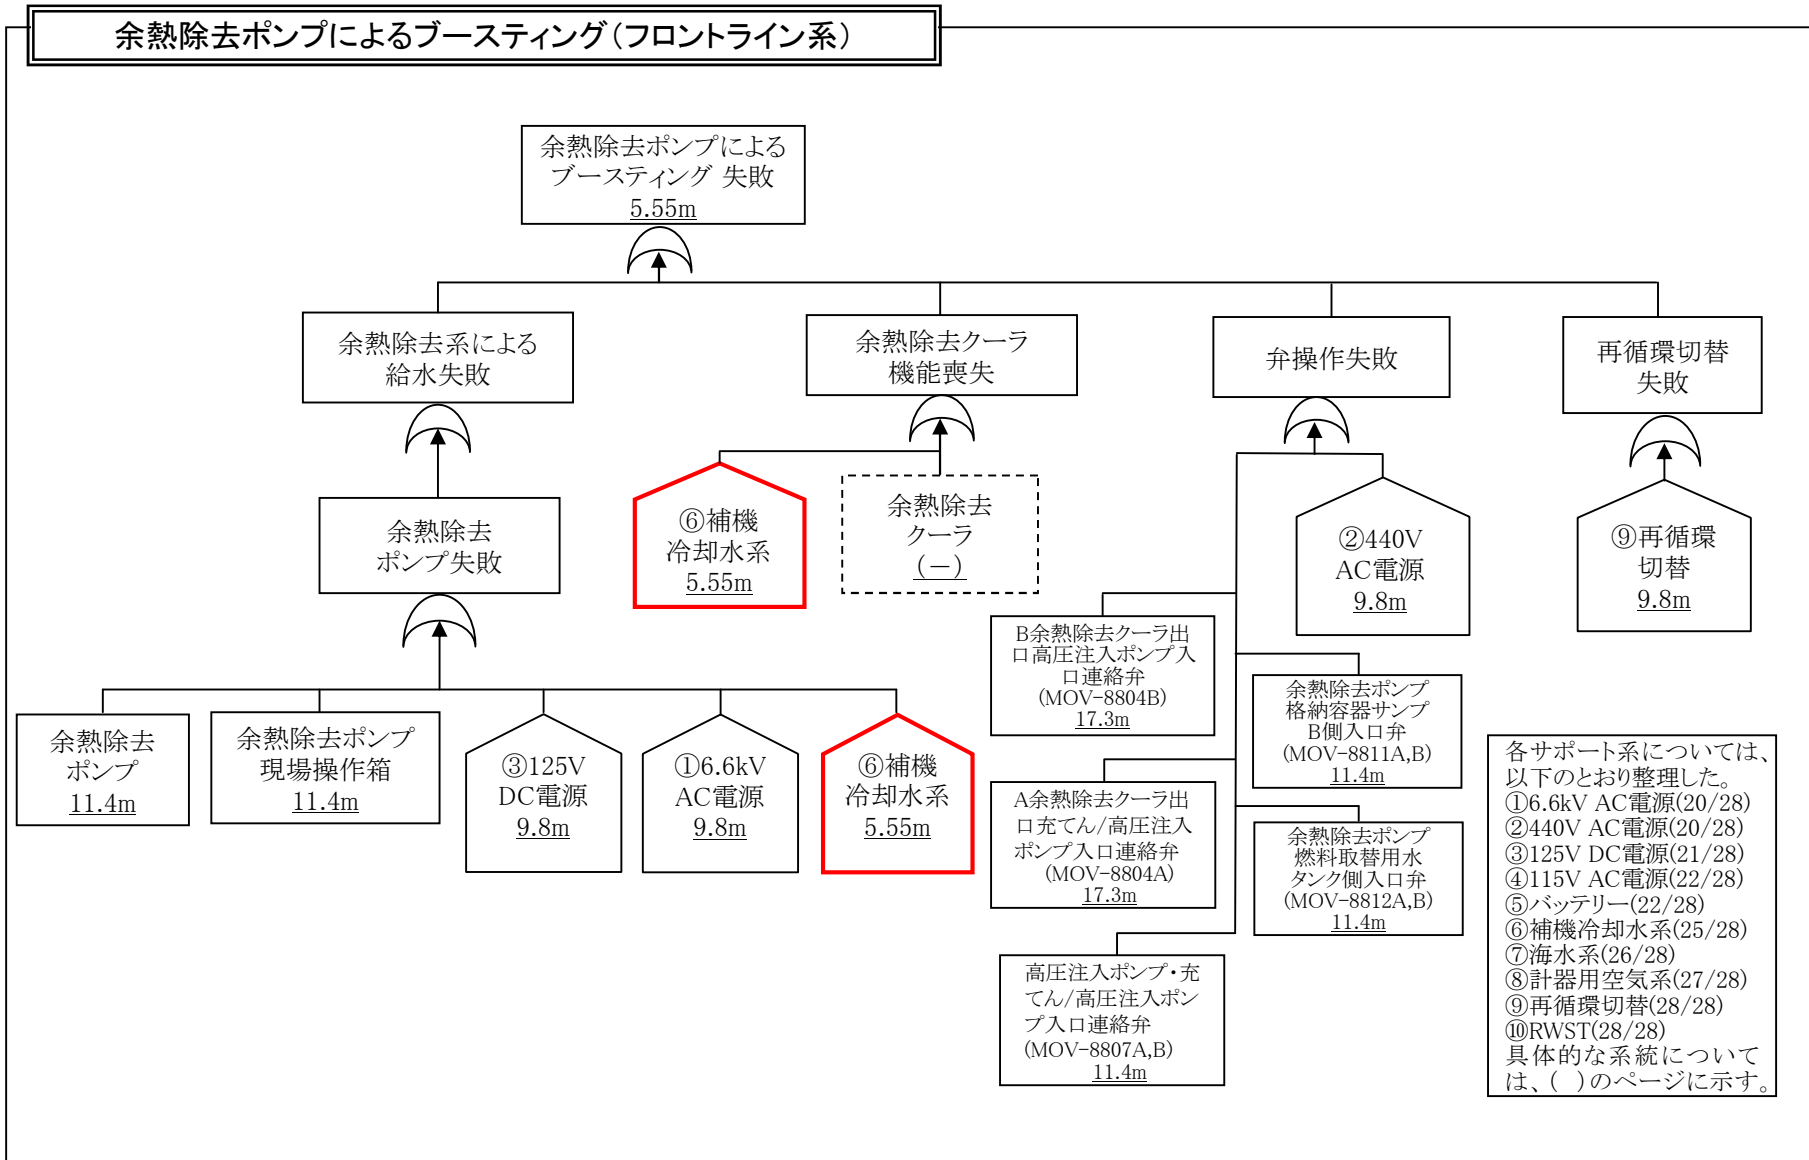 余熱除去ポンプによるブースティング(フロントライン系)
余熱除去ポンプによる
ブースティング 失敗
5.55m
余熱除去系による
給水失敗
余熱除去クーラ
機能喪失
弁操作失敗
再循環切替
失敗
余熱除去
ポンプ失敗
⑥補機
冷却水系
5.55m
余熱除去
クーラ
(-)
②440V
AC電源
9.8m
⑨再循環
切替
9.8m
余熱除去
ポンプ
11.4m
余熱除去ポンプ
現場操作箱
11.4m
③125V
DC電源
9.8m
①6.6kV
AC電源
9.8m
⑥補機
冷却水系
5.55m
B余熱除去クーラ出
口高圧注入ポンプ入
口連絡弁
(MOV-8804B)
17.3m
余熱除去ポンプ
格納容器サンプ
B側入口弁
(MOV-8811A,B)
11.4m
A余熱除去クーラ出
口充てん/高圧注入
ポンプ入口連絡弁
(MOV-8804A)
17.3m
余熱除去ポンプ
燃料取替用水
タンク側入口弁
(MOV-8812A,B)
11.4m
高圧注入ポンプ・充
てん/高圧注入ポン
プ入口連絡弁
(MOV-8807A,B)
11.4m
各サポート系については、
以下のとおり整理した。
①6.6kV AC電源(20/28)
②440V AC電源(20/28)
③125V DC電源(21/28)
④115V AC電源(22/28)
⑤バッテリー(22/28)
⑥補機冷却水系(25/28)
⑦海水系(26/28)
⑧計器用空気系(27/28)
⑨再循環切替(28/28)
⑩RWST(28/28)
具体的な系統について
は、( )のページに示す。